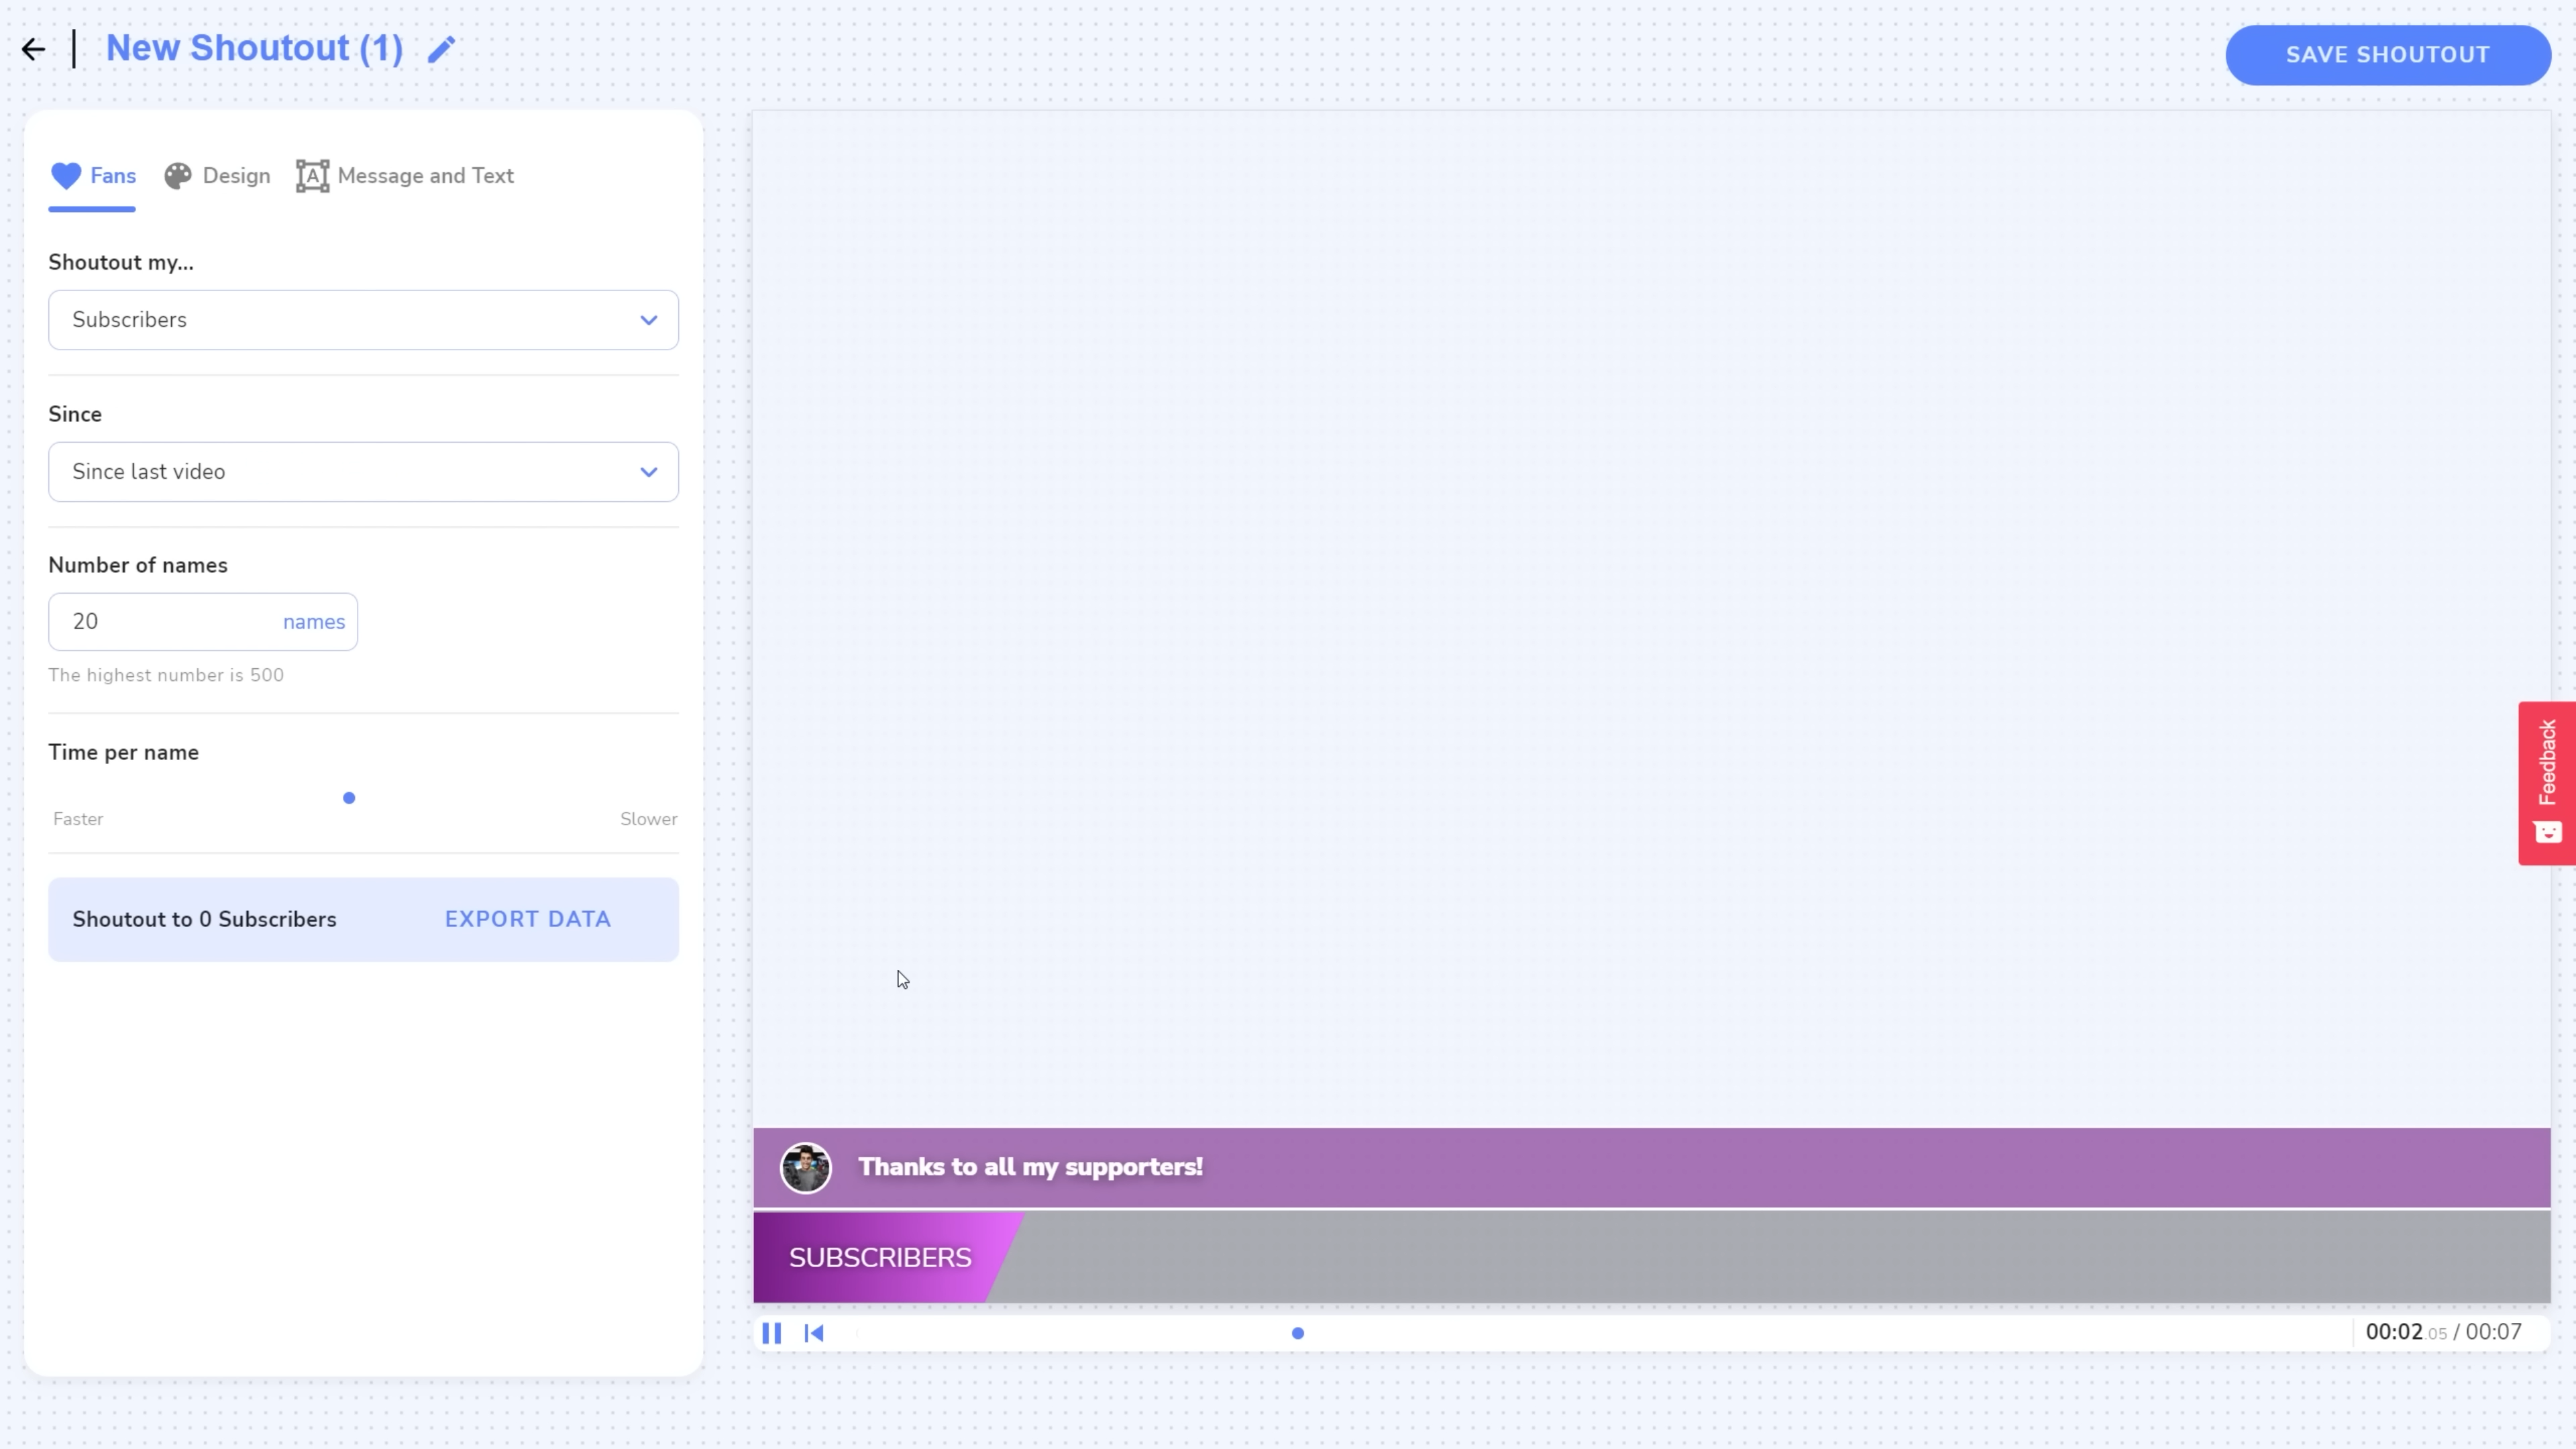 New Shoutout (1)
SAVE SHOUTOUT
Fans
Design
A
Message and Text
Shoutout my...
Subscribers
Since
Since last video
Number of names
20 names
The highest number is 500
Time per name
Faster
Slower
Shoutout to 0 Subscribers
EXPORT DATA
Feedback
Thanks to all my supporters!
SUBSCRIBERS
00:02.05 / 00:07